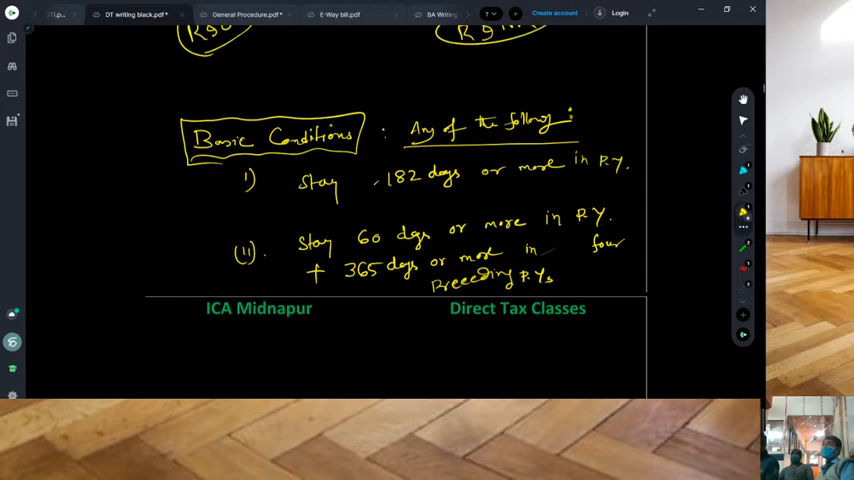 DT writing black.pdf*
General Procedure.pdf*
E-Way bill.pdf
BA Writing
Create account
Login
Basic Conditions : Any of the following :
i) Stay 182 days or more in P.Y.
(ii). Stay 60 days or more in P.Y.
+ 365 days or more in four
Preceding P.Ys
ICA Midnapur
Direct Tax Classes